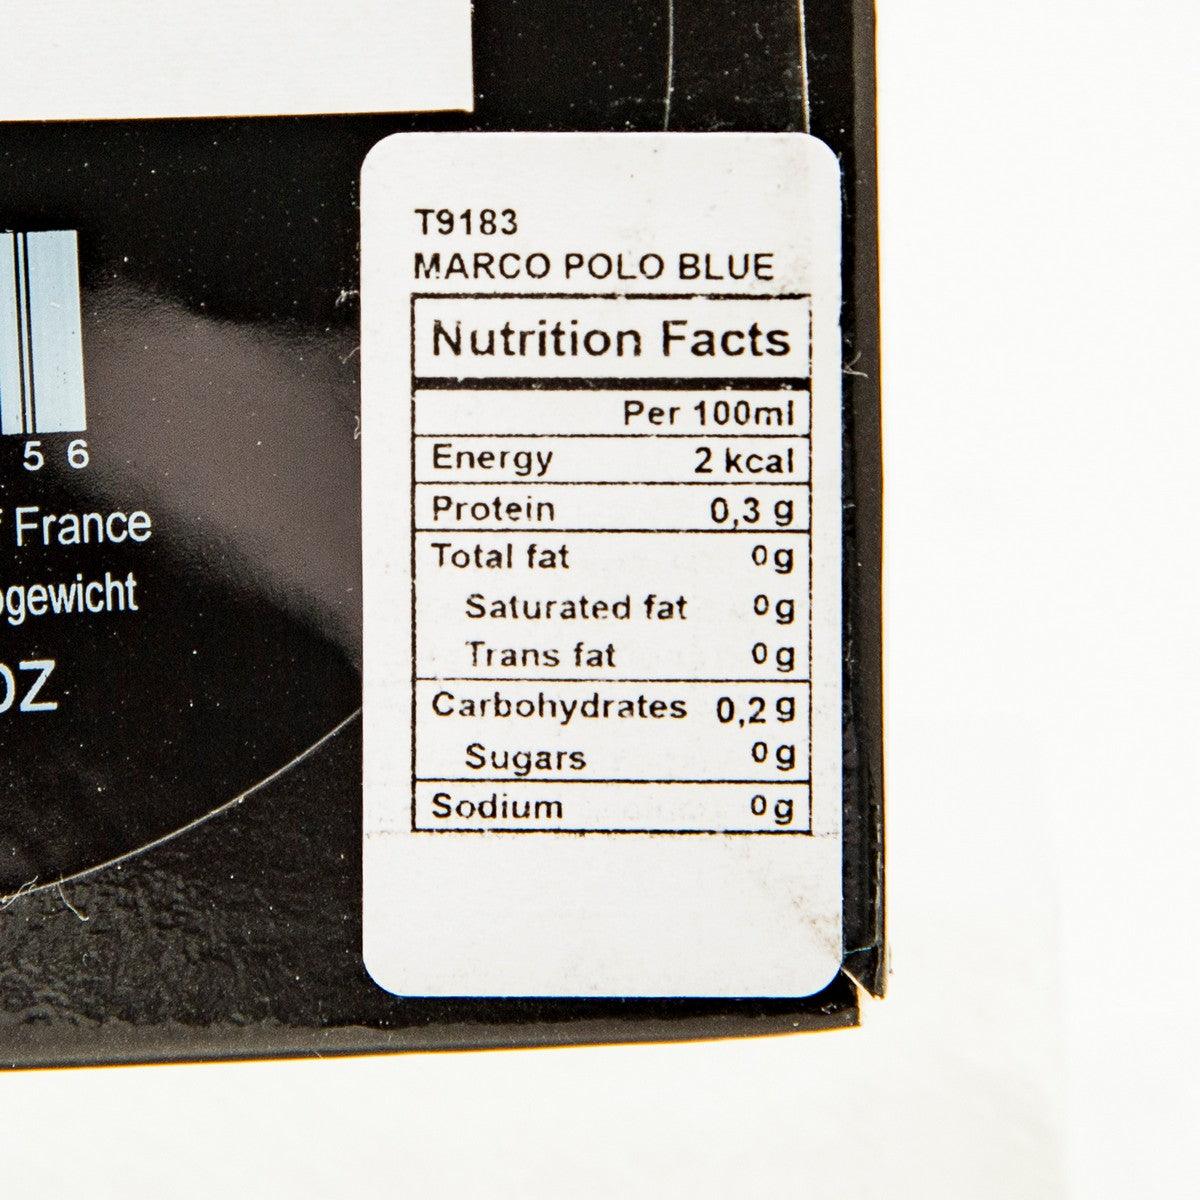 T9183
MARCO POLO BLUE
Nutrition Facts
Per 100ml
Energy 2 kcal
Protein 0,3 g
Total fat 0g
Saturated fat 0g
Trans fat 0g
Carbohydrates 0,2 g
Sugars 0g
Sodium 0g
5 6
France
OZ